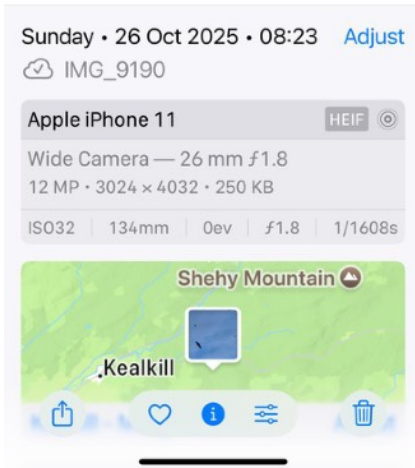 Sunday • 26 Oct 2025 • 08:23 Adjust
IMG_9190
Apple iPhone 11 HEIF
Wide Camera — 26 mm ƒ1.8
12 MP • 3024 × 4032 • 250 KB
ISO32 134mm 0ev ƒ1.8 1/1608s
Shehy Mountain
Kealkill